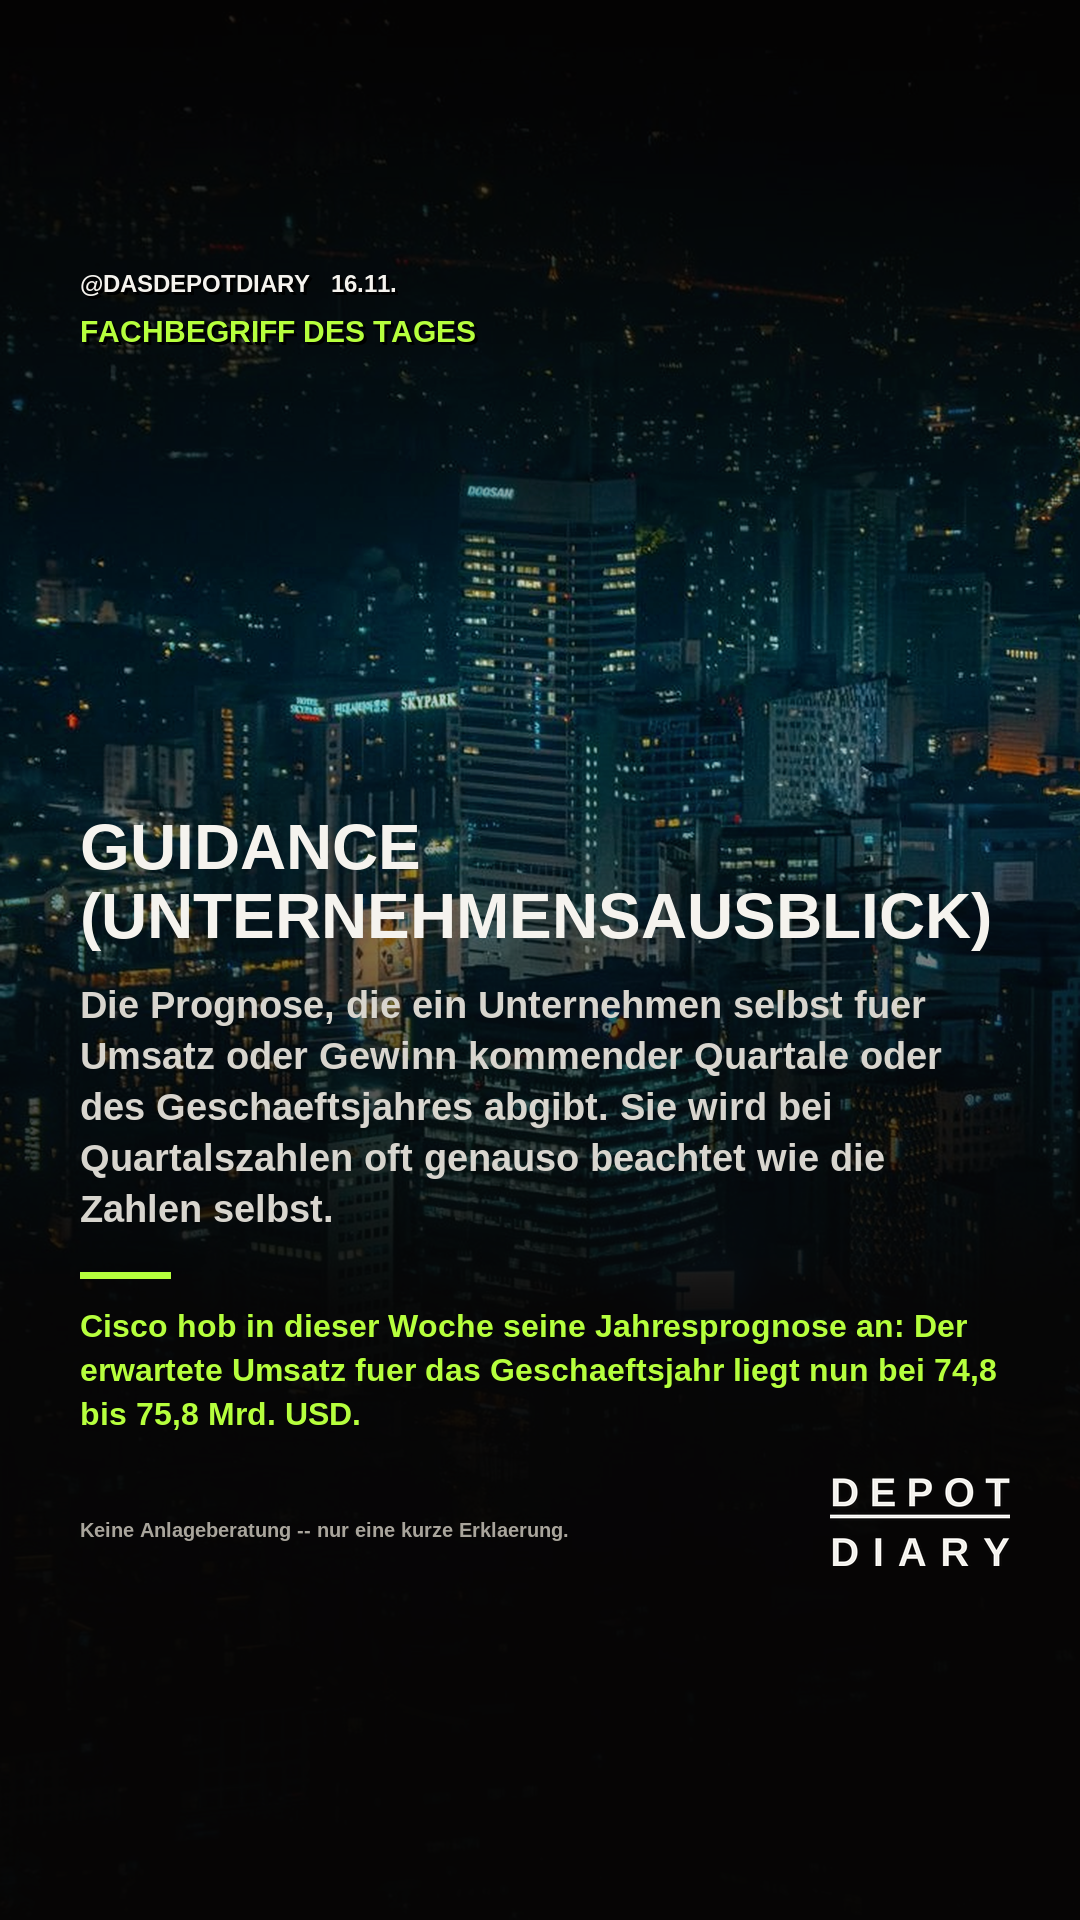 @DASDEPOTDIARY 16.11.
FACHBEGRIFF DES TAGES
DOOSAN
HOTEL
SKYPARK
SKYPARK
GUIDANCE
(UNTERNEHMENSAUSBLICK)
Die Prognose, die ein Unternehmen selbst fuer
Umsatz oder Gewinn kommender Quartale oder
des Geschaeftsjahres abgibt. Sie wird bei
Quartalszahlen oft genauso beachtet wie die
Zahlen selbst.
Cisco hob in dieser Woche seine Jahresprognose an: Der
erwartete Umsatz fuer das Geschaeftsjahr liegt nun bei 74,8
bis 75,8 Mrd. USD.
Keine Anlageberatung -- nur eine kurze Erklaerung.
DEPOT
DIARY